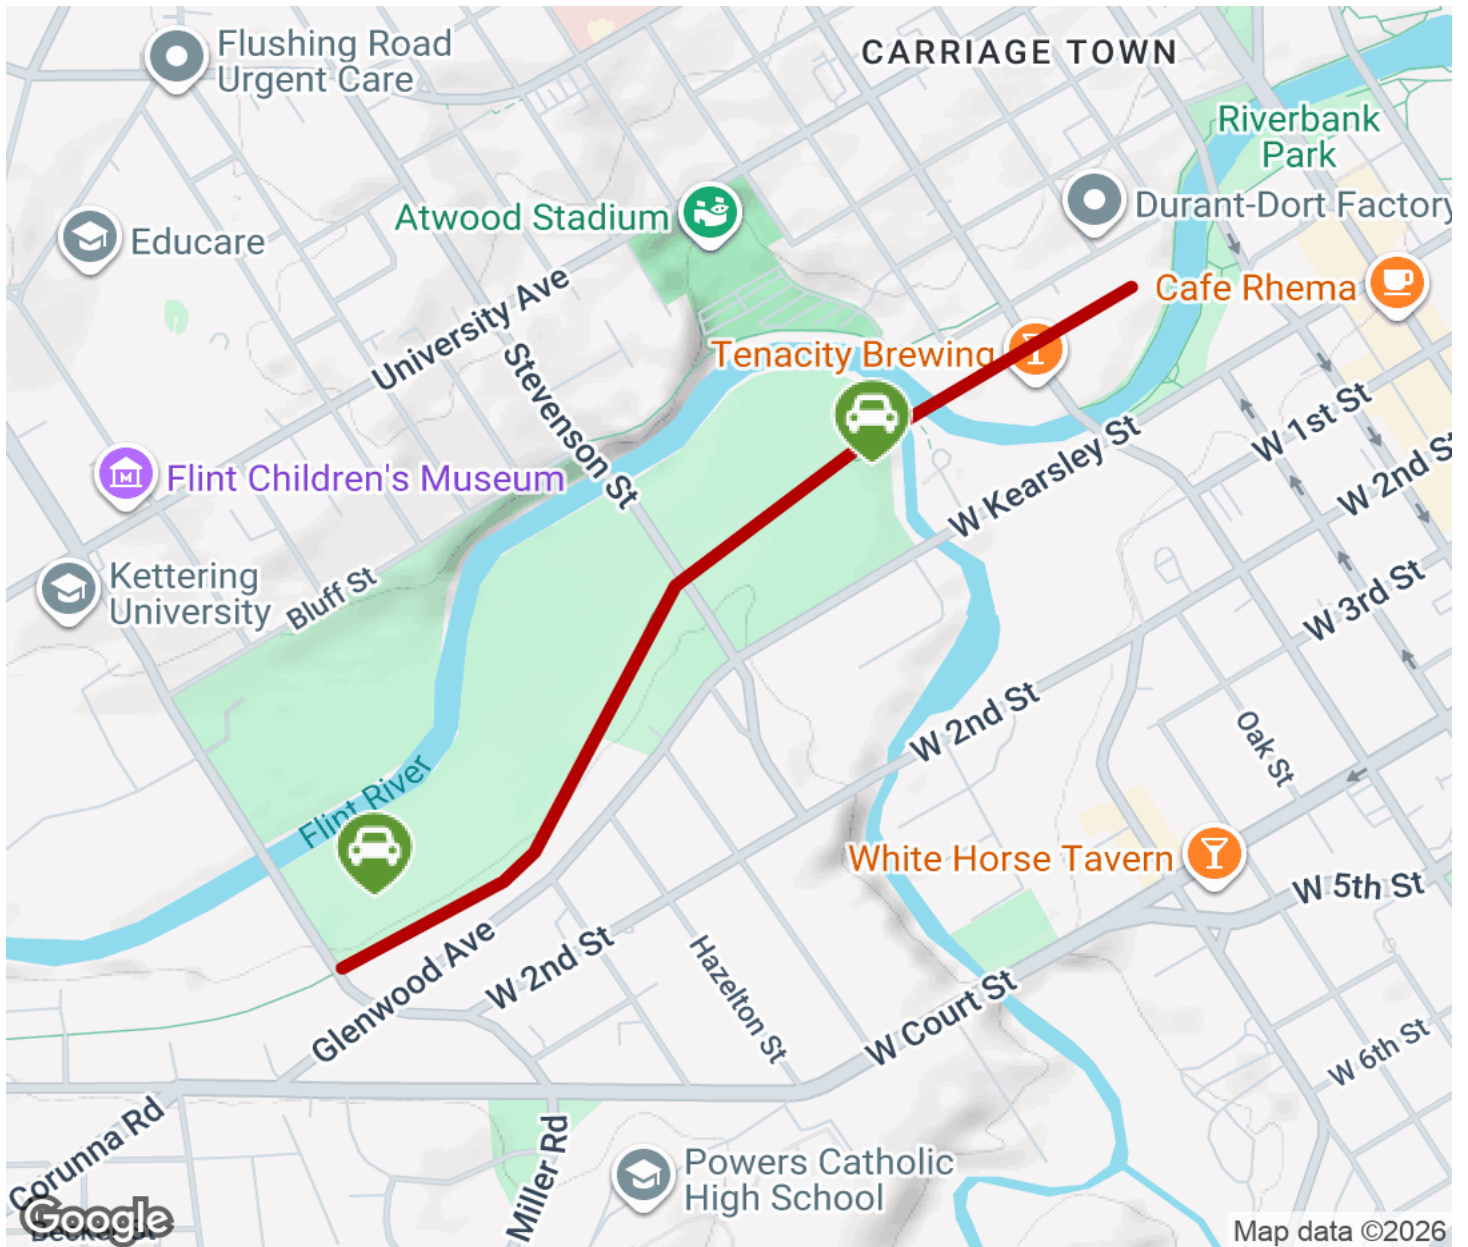 Flushing Road
Urgent Care
CARRIAGE TOWN
Riverbank
Park
Atwood Stadium
Durant-Dort Factory
Educare
University Ave
Cafe Rhema
Tenacity Brewing
Stevenson St
W 1st St
W Kearsley St
W 2nd St
Flint Children's Museum
Kettering
University
Bluff St
W 3rd St
W 2nd St
Oak St
Flint River
White Horse Tavern
W 5th St
Glenwood Ave
W 2nd St
Hazelton St
W Court St
W 6th St
Corunna Rd
Miller Rd
Powers Catholic
High School
Google
Map data ©2026